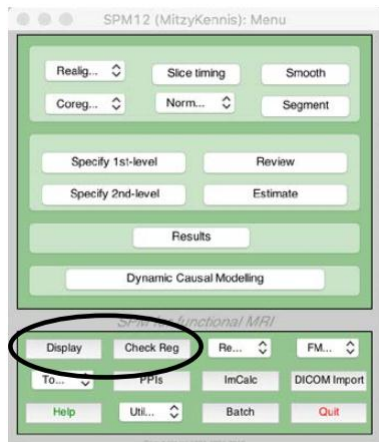 SPM12 (MitzyKennis): Menu
Realig... Slice timing Smooth
Coreg... Norm... Segment
Specify 1st-level Review
Specify 2nd-level Estimate
Results
Dynamic Causal Modelling
SPM for functional MRI
Display Check Reg Re... FM...
To... PPIs ImCalc DICOM Import
Help Util... Batch Quit